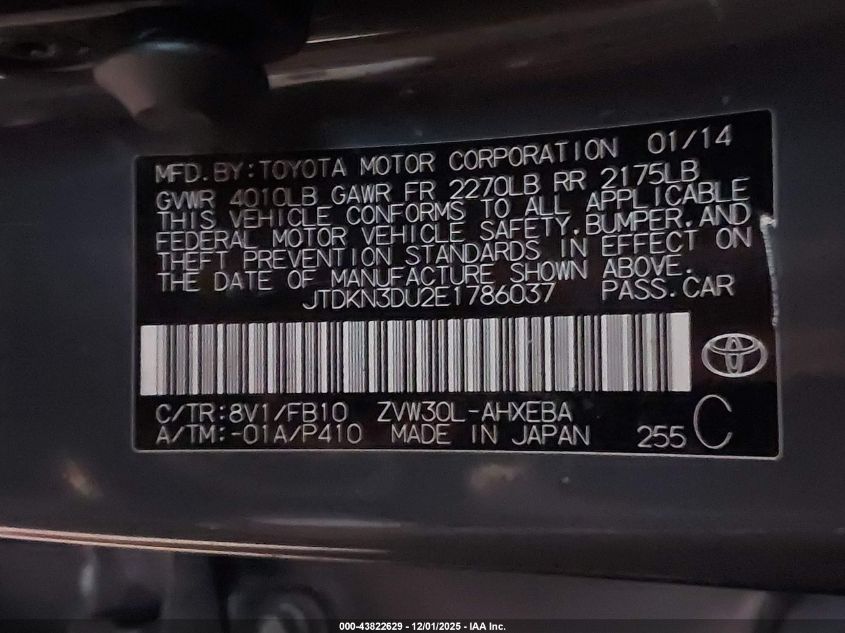 MFD.BY:TOYOTA MOTOR CORPORATION 01/14
GVWR 4010LB GAWR FR 2270LB RR 2175LB
THIS VEHICLE CONFORMS TO ALL APPLICABLE
FEDERAL MOTOR VEHICLE SAFETY,BUMPER,AND
THEFT PREVENTION STANDARDS IN EFFECT ON
THE DATE OF MANUFACTURE SHOWN ABOVE.
JTDKN3DU2E1786037 PASS.CAR
C/TR:8V1/FB10 ZVW30L-AHXEBA
A/TM:-01A/P410 MADE IN JAPAN 255 C
000-43822629 - 12/01/2025 - IAA Inc.